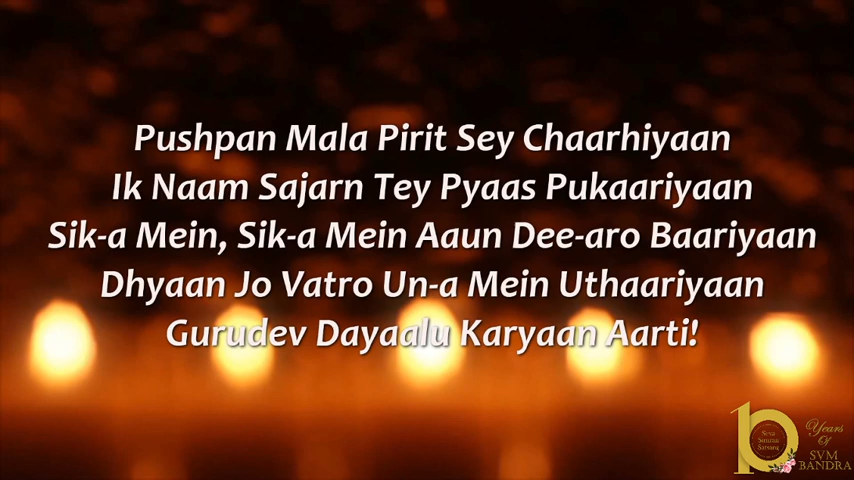 Pushpan Mala Pirit Sey Chaarhiyaan
Ik Naam Sajarn Tey Pyaas Pukaariyaan
Sik-a Mein, Sik-a Mein Aaun Dee-aro Baariyaan
Dhyaan Jo Vatro Un-a Mein Uthaariyaan
Gurudev Dayaalu Karyaan Aarti!
10 Years
Of
SVM
BANDRA